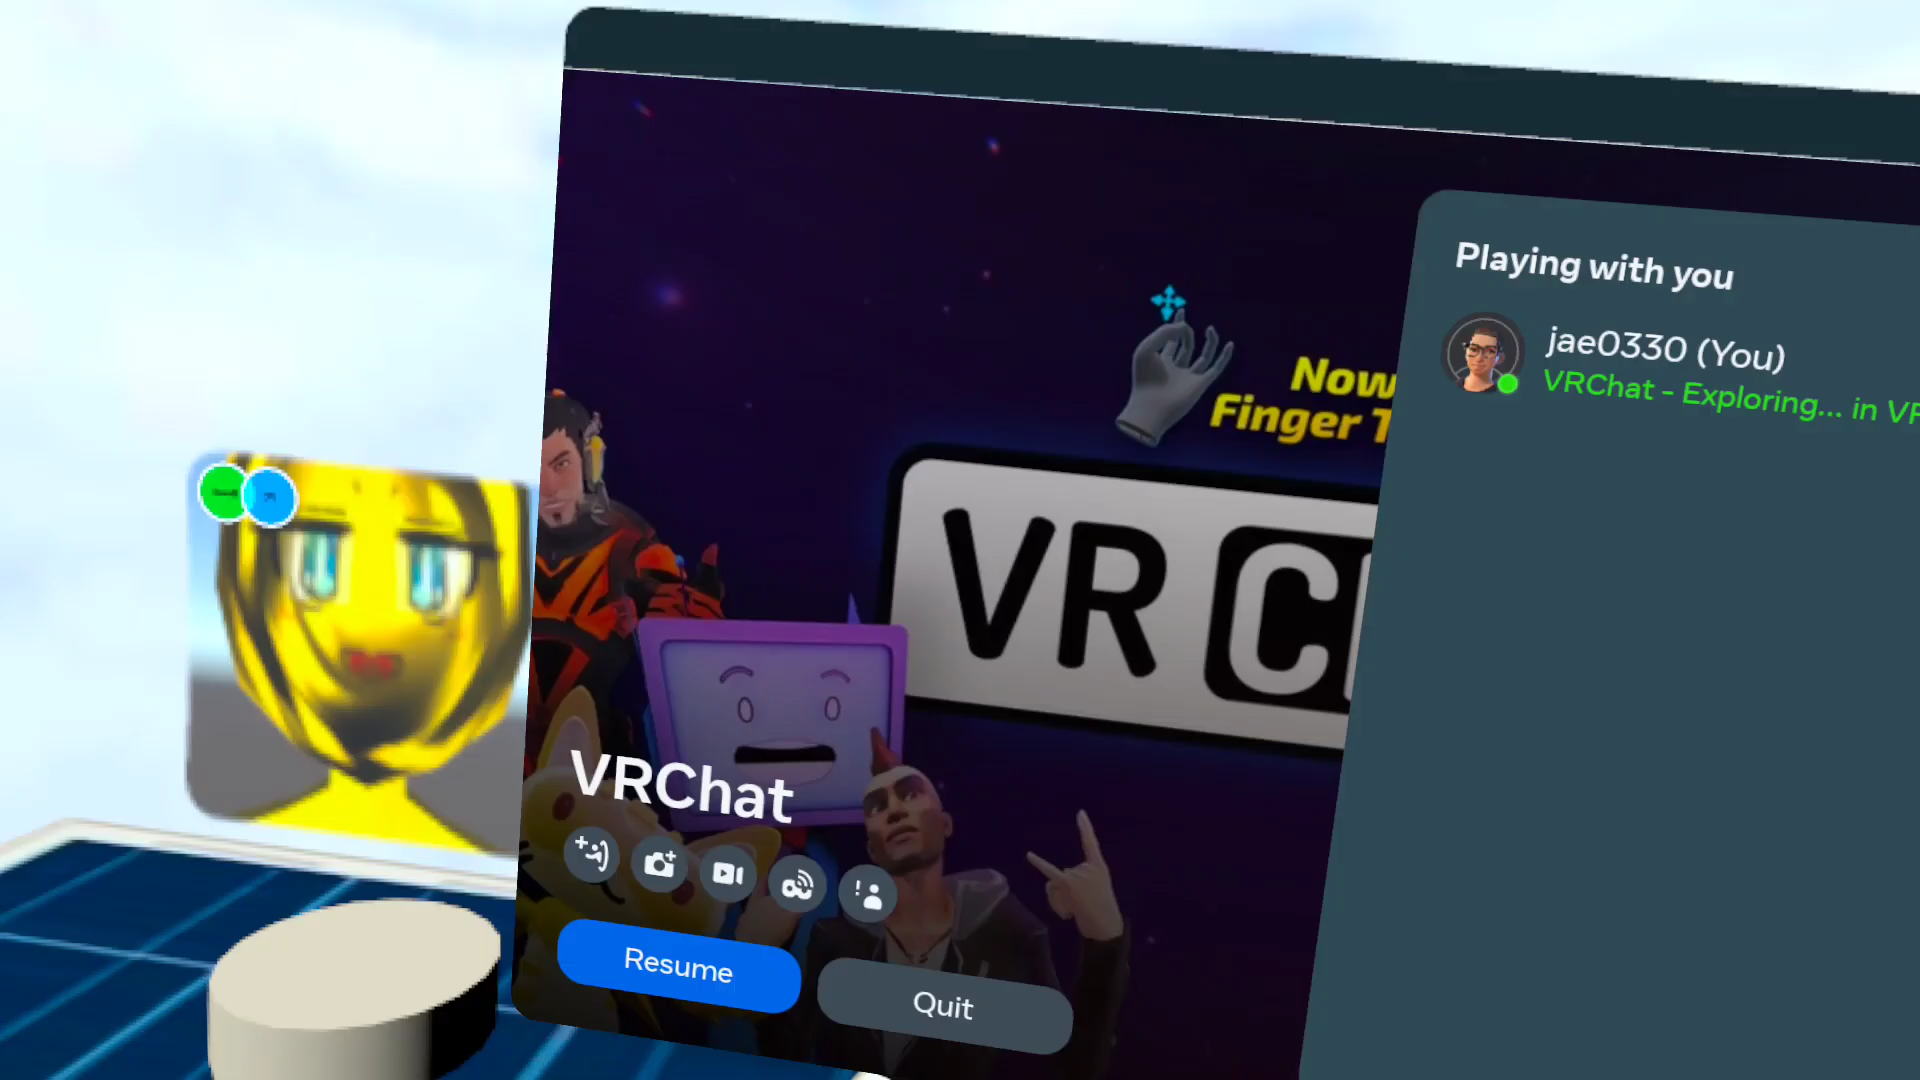 Playing with you
jae0330 (You)
VRChat - Exploring... in
Now
Finger
VR
VRChat
Resume
Quit